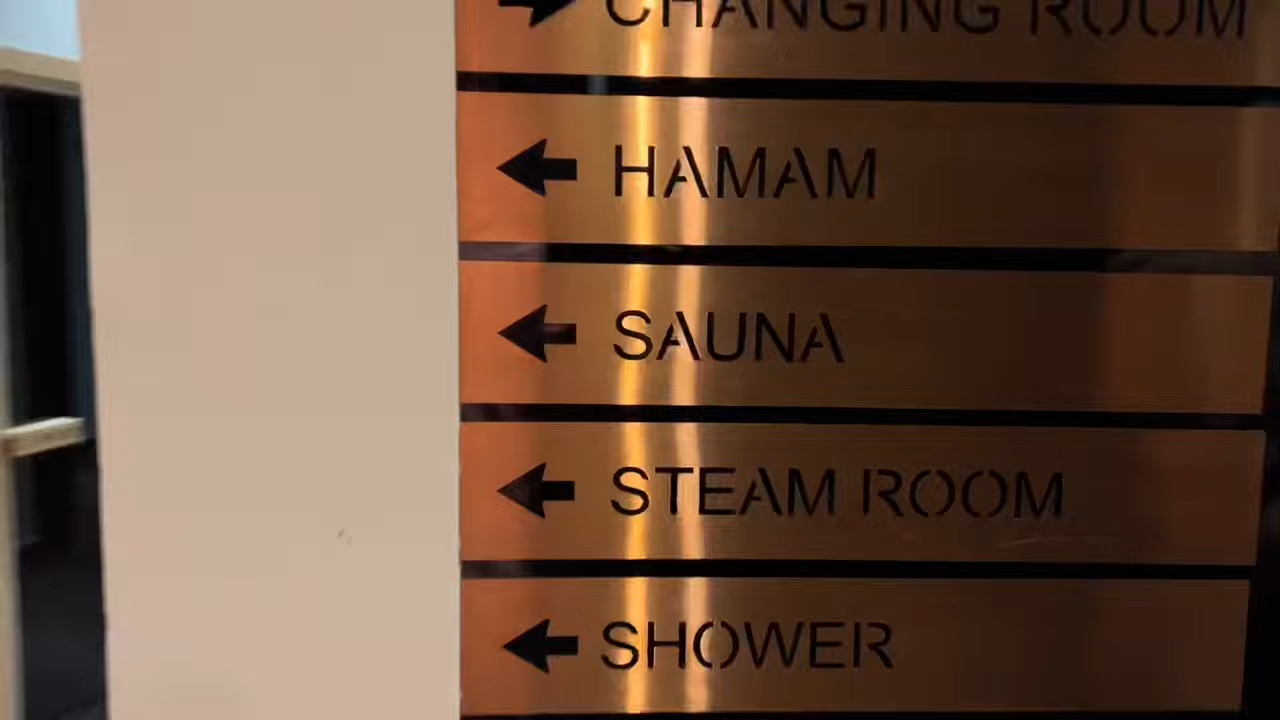 CHANGING ROOM
HAMAM
SAUNA
STEAM ROOM
SHOWER